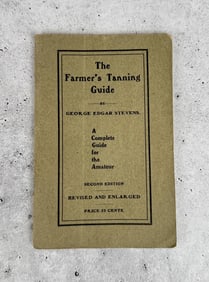 The
Farmer's Tanning
Guide
BY
GEORGE EDGAR STEVENS.
A
Complete
Guide
for
the
Amateur
SECOND EDITION
REVISED AND ENLARGED
PRICE 25 CENTS.